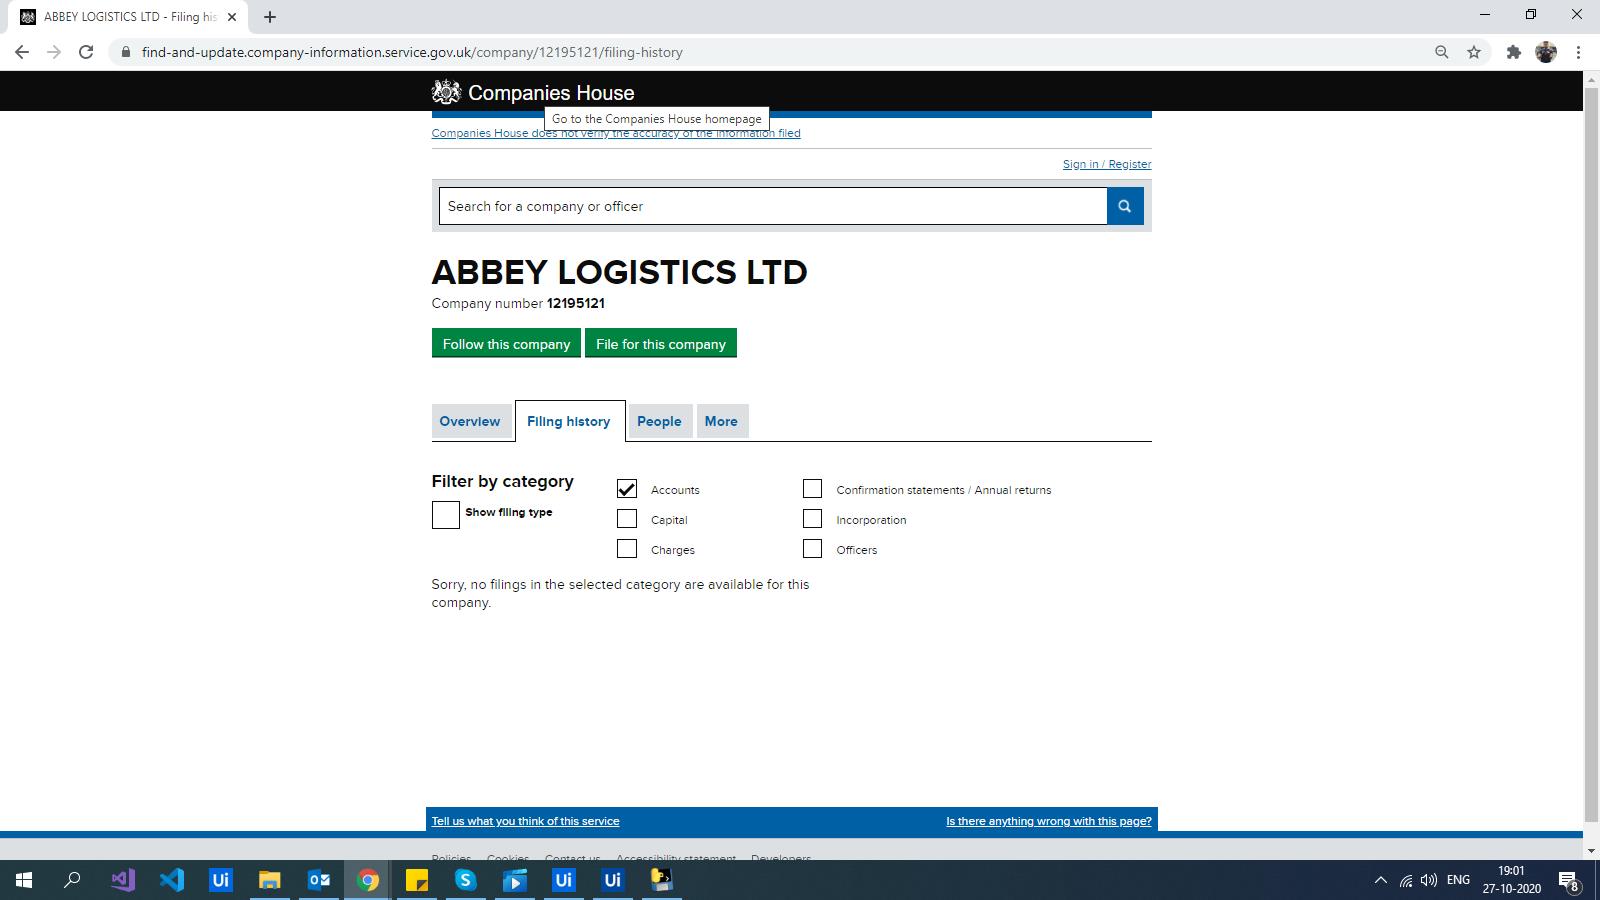 ABBEY LOGISTICS LTD - Filing his
find-and-update.company-information.service.gov.uk/company/12195121/filing-history
Companies House
Go to the Companies House homepage
Companies House does not verify the accuracy of the information filed
Sign in / Register
Search for a company or officer
ABBEY LOGISTICS LTD
Company number 12195121
Follow this company File for this company
Overview Filing history People More
Filter by category
Show filing type
Accounts
Capital
Charges
Confirmation statements / Annual returns
Incorporation
Officers
Sorry, no filings in the selected category are available for this
company.
Tell us what you think of this service Is there anything wrong with this page?
Policies Cookies Contact us Accessibility statement Developers
Ui Ui Ui
ENG
19:01
27-10-2020
8